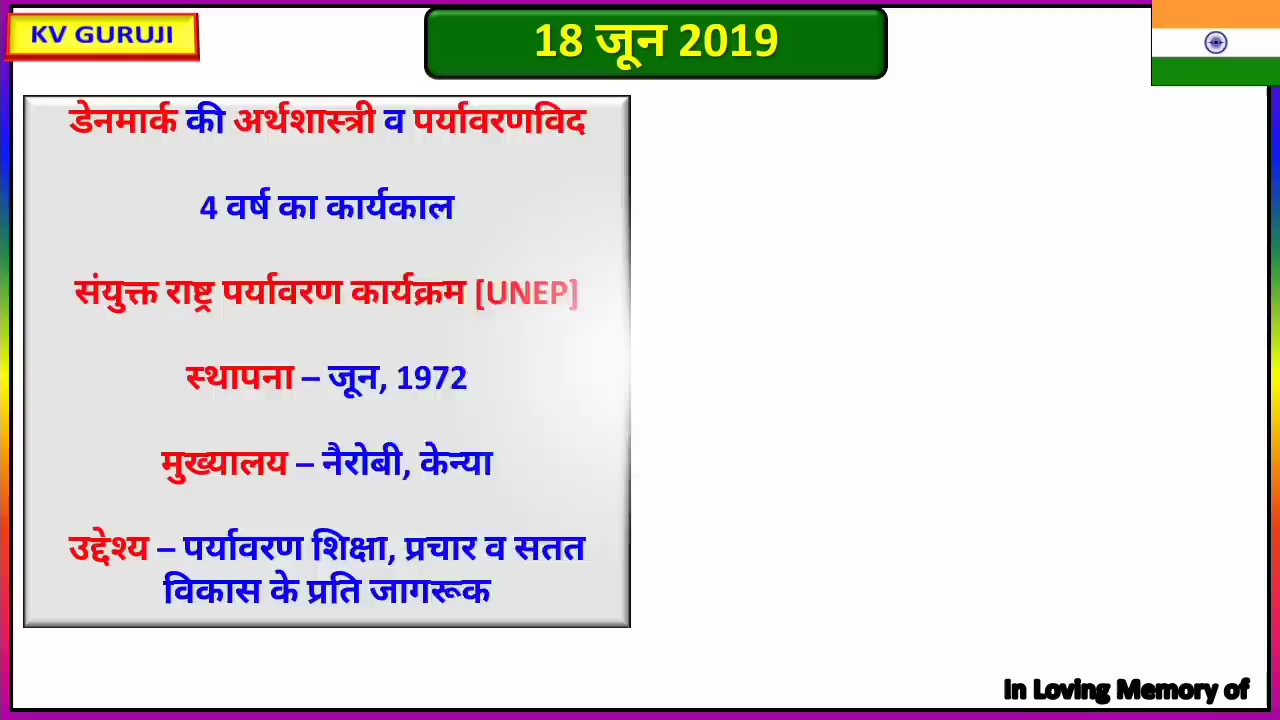 KV GURUJI
18 जून 2019
डेनमार्क की अर्थशास्त्री व पर्यावरणविद
4 वर्ष का कार्यकाल
संयुक्त राष्ट्र पर्यावरण कार्यक्रम [UNEP]
स्थापना – जून, 1972
मुख्यालय – नैरोबी, केन्या
उद्देश्य – पर्यावरण शिक्षा, प्रचार व सतत
विकास के प्रति जागरूक
In Loving Memory of